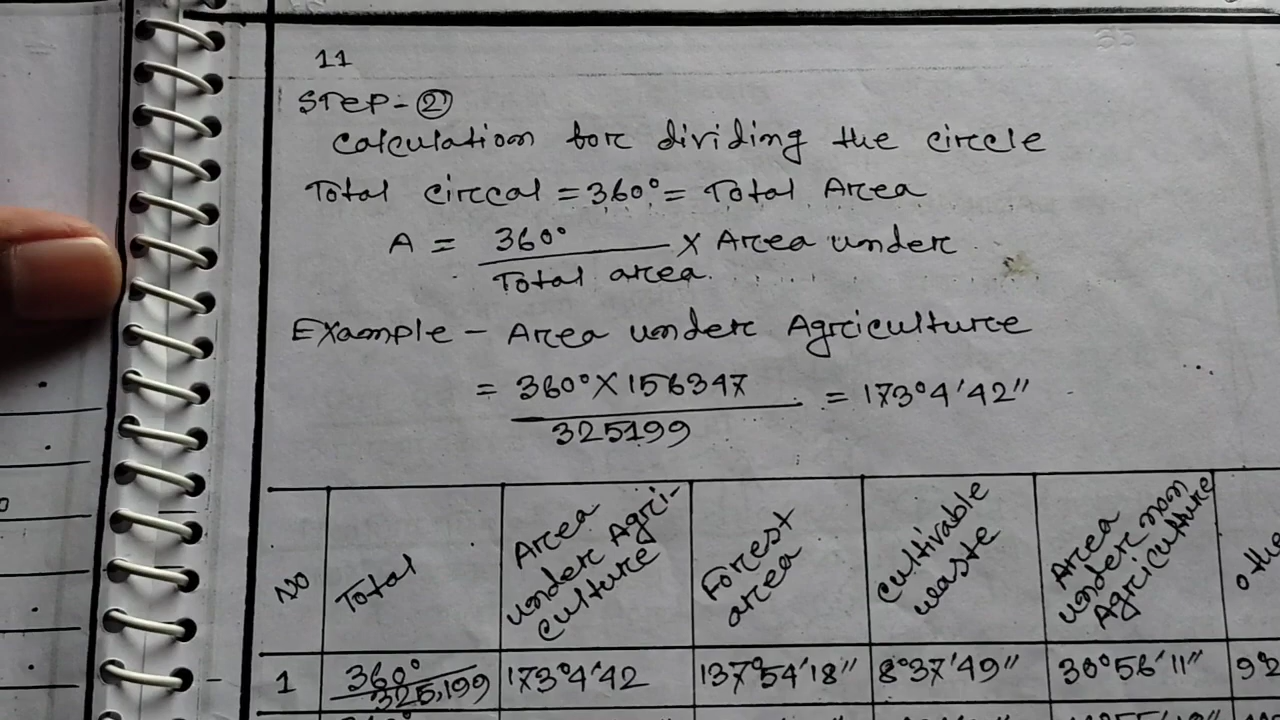 11
STEP-②
Calculation for dividing the circle
Total circcal = 360° = Total Area
A = 360° / Total area. × Area under
Example - Area under Agriculture
= 360° × 156347 / 325199 = 173°4'42"
No Total Area under Agri-culture Forest area Cultivable waste Area under non Agriculture
1 360° / 325,199 173°4'42 137°54'18" 8°37'49" 30°56'11"